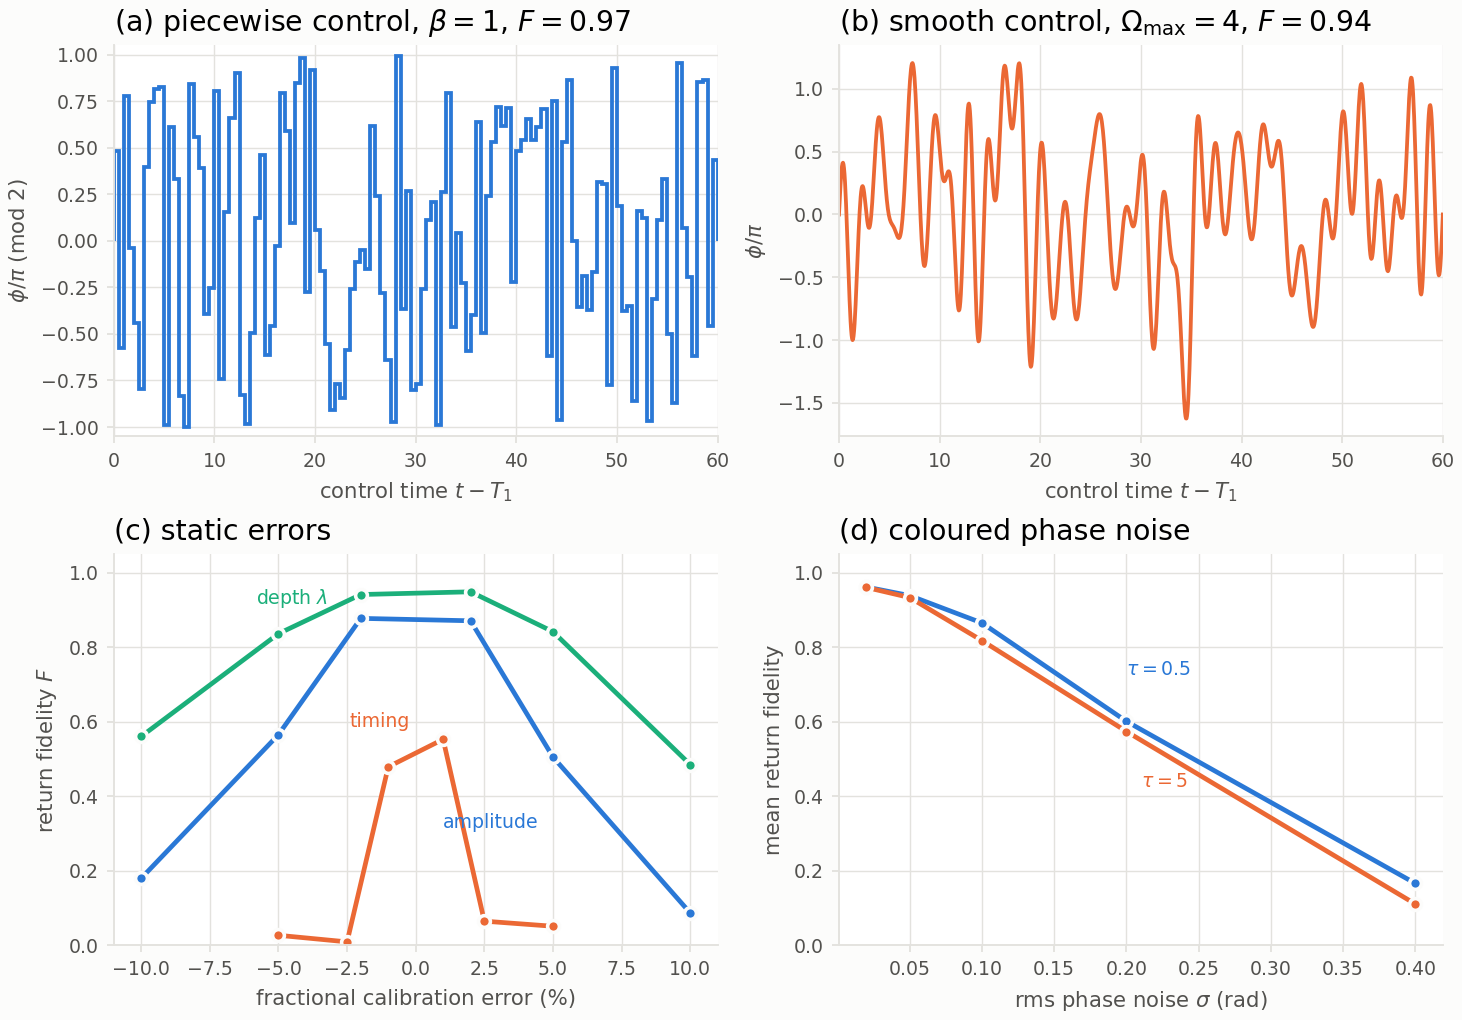 (a) piecewise control, β = 1, F = 0.97
1.00
0.75
0.50
0.25
0.00
−0.25
−0.50
−0.75
−1.00
ϕ/π (mod 2)
0 10 20 30 40 50 60
control time t − T₁
(b) smooth control, Ωmax = 4, F = 0.94
1.0
0.5
0.0
−0.5
−1.0
−1.5
ϕ/π
0 10 20 30 40 50 60
control time t − T₁
(c) static errors
1.0
0.8
0.6
0.4
0.2
0.0
return fidelity F
depth λ
timing
amplitude
−10.0 −7.5 −5.0 −2.5 0.0 2.5 5.0 7.5 10.0
fractional calibration error (%)
(d) coloured phase noise
1.0
0.8
0.6
0.4
0.2
0.0
mean return fidelity
τ = 0.5
τ = 5
0.05 0.10 0.15 0.20 0.25 0.30 0.35 0.40
rms phase noise σ (rad)